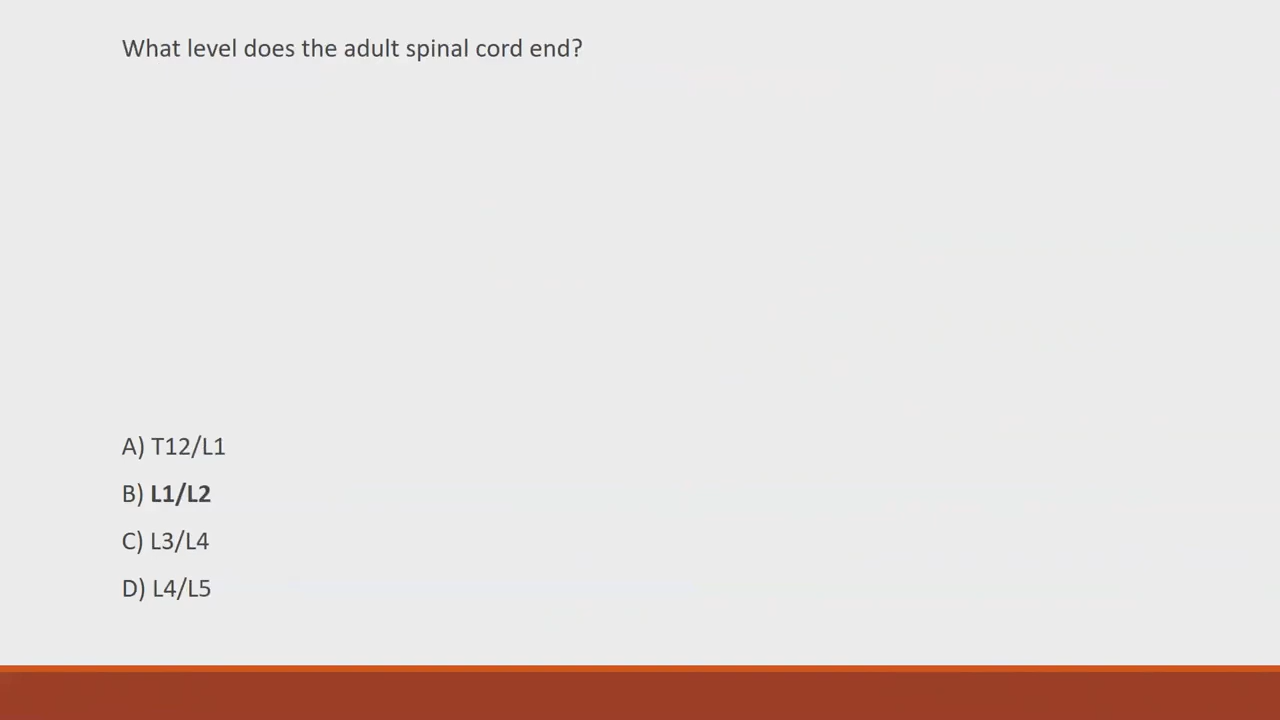 What level does the adult spinal cord end?
A) T12/L1
B) L1/L2
C) L3/L4
D) L4/L5